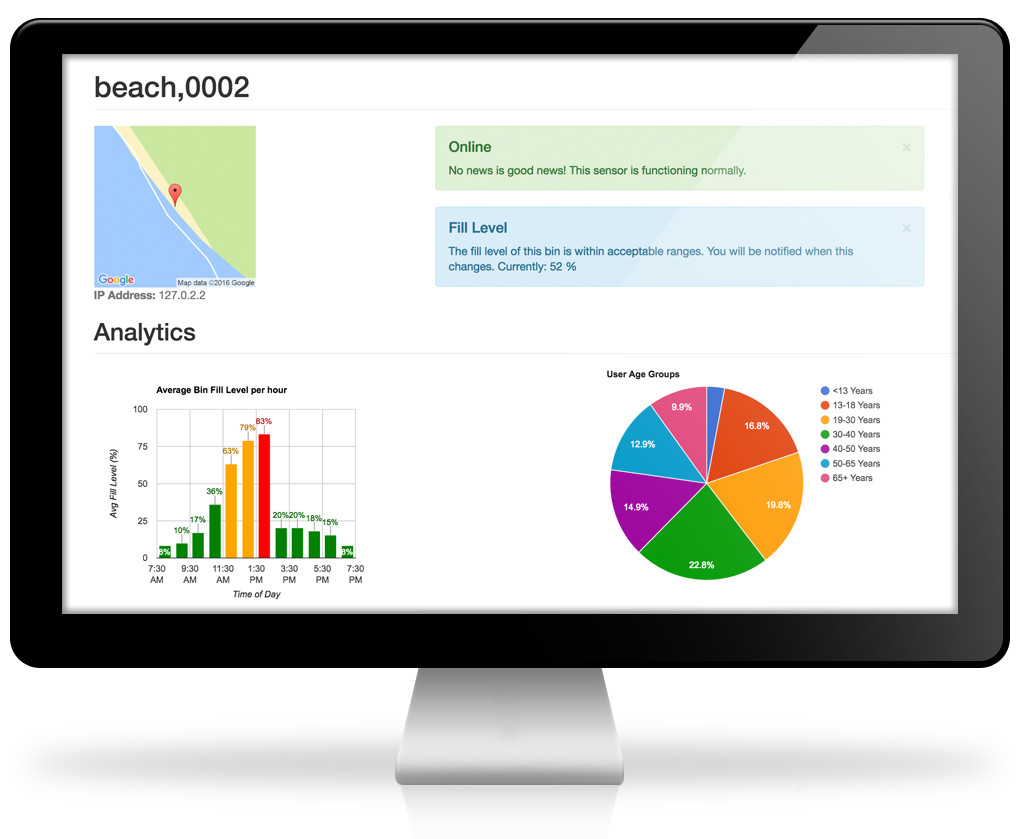 beach,0002
Google
Map data ©2016 Google
IP Address: 127.0.2.2
Online
×
No news is good news! This sensor is functioning normally.
Fill Level
×
The fill level of this bin is within acceptable ranges. You will be notified when this
changes. Currently: 52 %
Analytics
Average Bin Fill Level per hour
Avg Fill Level (%)
100
75
50
25
0
8%
10%
17%
36%
63%
79%
83%
20%
20%
18%
15%
8%
7:30 AM
9:30 AM
11:30 AM
1:30 PM
3:30 PM
5:30 PM
7:30 PM
Time of Day
User Age Groups
9.9%
16.8%
12.9%
19.8%
14.9%
22.8%
<13 Years
13-18 Years
19-30 Years
30-40 Years
40-50 Years
50-65 Years
65+ Years